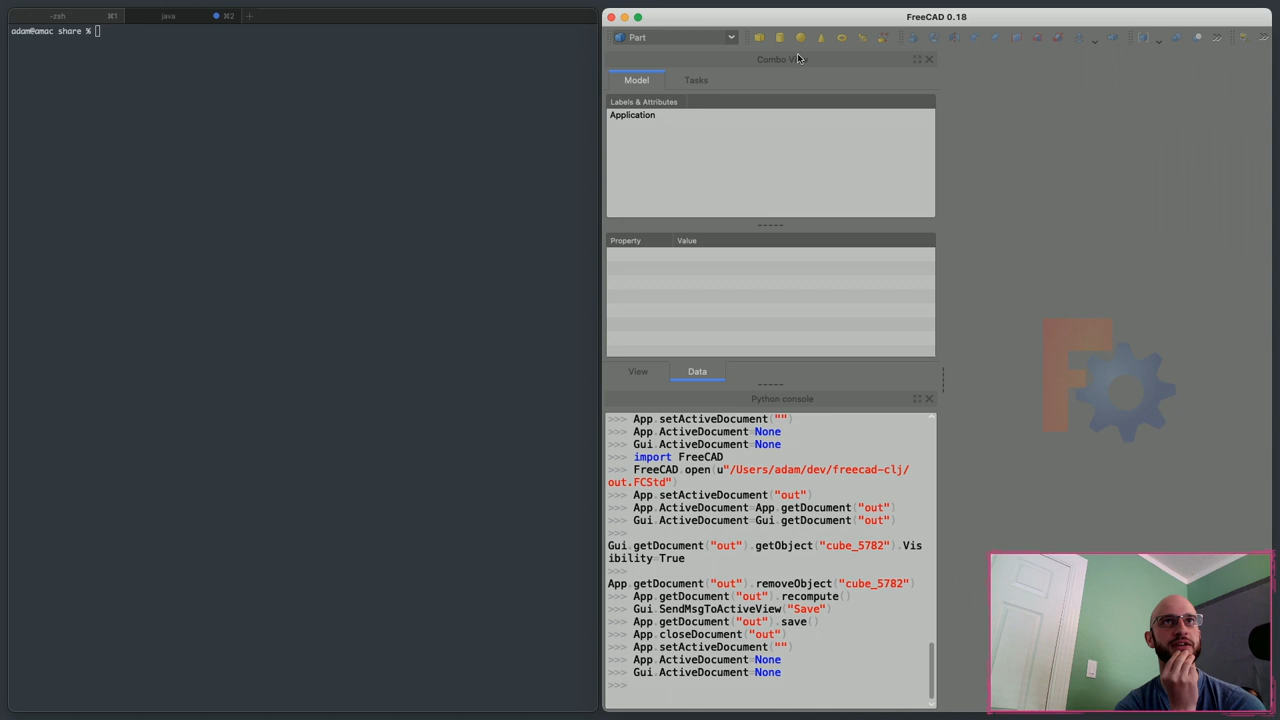 -zsh ⌘1 java ⌘2 +
adam@amac share %
FreeCAD 0.18
Part
Model
Tasks
Labels & Attributes
Application
Property Value
View
Data
Python console
>>> App.setActiveDocument("")
>>> App.ActiveDocument=None
>>> Gui.ActiveDocument=None
>>> import FreeCAD
>>> FreeCAD.open(u"/Users/adam/dev/freecad-clj/
out.FCStd")
>>> App.setActiveDocument("out")
>>> App.ActiveDocument=App.getDocument("out")
>>> Gui.ActiveDocument=Gui.getDocument("out")
>>>
Gui.getDocument("out").getObject("cube_5782").Vis
ibility=True
>>>
App.getDocument("out").removeObject("cube_5782")
>>> App.getDocument("out").recompute()
>>> Gui.SendMsgToActiveView("Save")
>>> App.getDocument("out").save()
>>> App.closeDocument("out")
>>> App.setActiveDocument("")
>>> App.ActiveDocument=None
>>> Gui.ActiveDocument=None
>>>